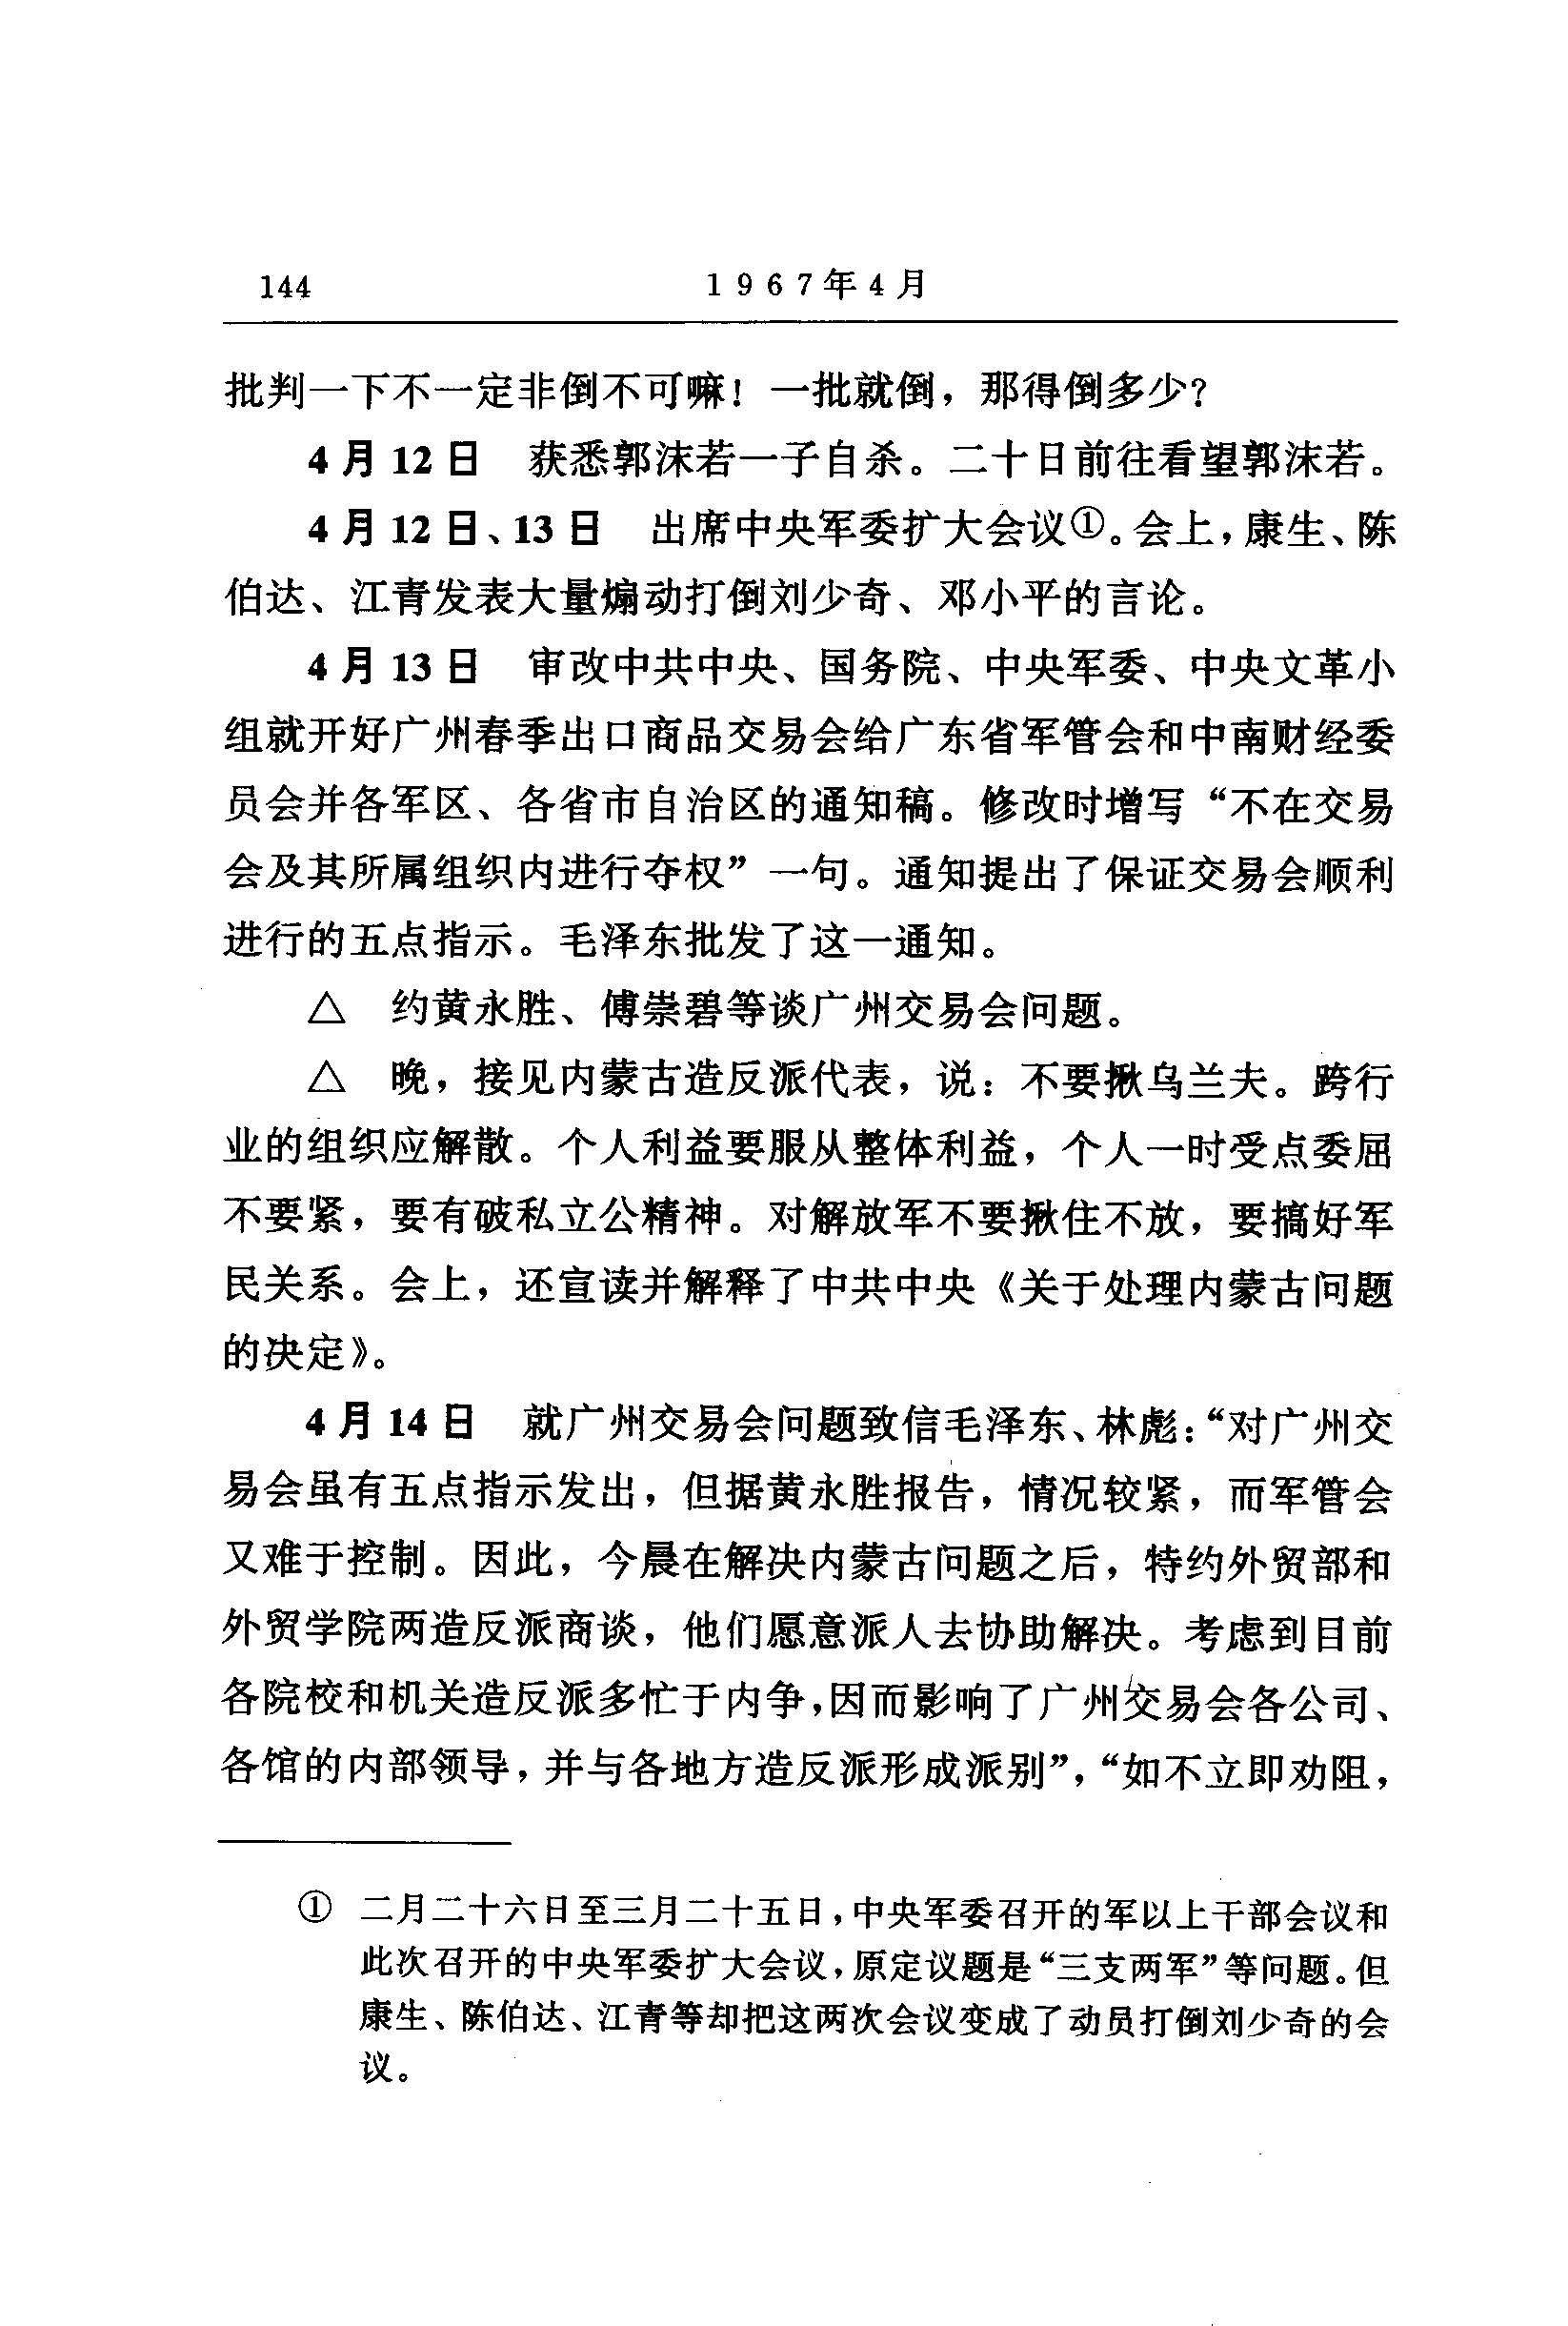 144
1967年4月
批判一下不一定非倒不可嘛！一批就倒，那得倒多少？
4月12日 获悉郭沫若一子自杀。二十日前往看望郭沫若。
4月12日、13日 出席中央军委扩大会议①。会上，康生、陈
伯达、江青发表大量煽动打倒刘少奇、邓小平的言论。
4月13日 审改中共中央、国务院、中央军委、中央文革小
组就开好广州春季出口商品交易会给广东省军管会和中南财经委
员会并各军区、各省市自治区的通知稿。修改时增写“不在交易
会及其所属组织内进行夺权”一句。通知提出了保证交易会顺利
进行的五点指示。毛泽东批发了这一通知。
△ 约黄永胜、傅崇碧等谈广州交易会问题。
△ 晚，接见内蒙古造反派代表，说：不要揪乌兰夫。跨行
业的组织应解散。个人利益要服从整体利益，个人一时受点委屈
不要紧，要有破私立公精神。对解放军不要揪住不放，要搞好军
民关系。会上，还宣读并解释了中共中央《关于处理内蒙古问题
的决定》。
4月14日 就广州交易会问题致信毛泽东、林彪：“对广州交
易会虽有五点指示发出，但据黄永胜报告，情况较紧，而军管会
又难于控制。因此，今晨在解决内蒙古问题之后，特约外贸部和
外贸学院两造反派商谈，他们愿意派人去协助解决。考虑到目前
各院校和机关造反派多忙于内争，因而影响了广州交易会各公司、
各馆的内部领导，并与各地方造反派形成派别”，“如不立即劝阻，
① 二月二十六日至三月二十五日，中央军委召开的军以上干部会议和
此次召开的中央军委扩大会议，原定议题是“三支两军”等问题。但
康生、陈伯达、江青等却把这两次会议变成了动员打倒刘少奇的会
议。